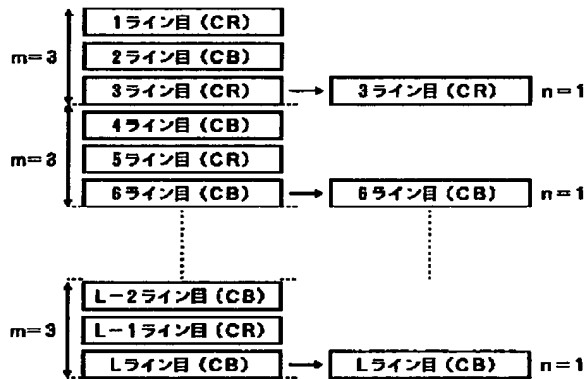 1ライン目(CR)
m=3
2ライン目(CB)
3ライン目(CR)
3ライン目(CR)
n=1
4ライン目(CB)
m=3
5ライン目(CR)
6ライン目(CB)
6ライン目(CB)
n=1
L-2ライン目(CB)
m=3
L-1ライン目(CR)
Lライン目(CB)
Lライン目(CB)
n=1